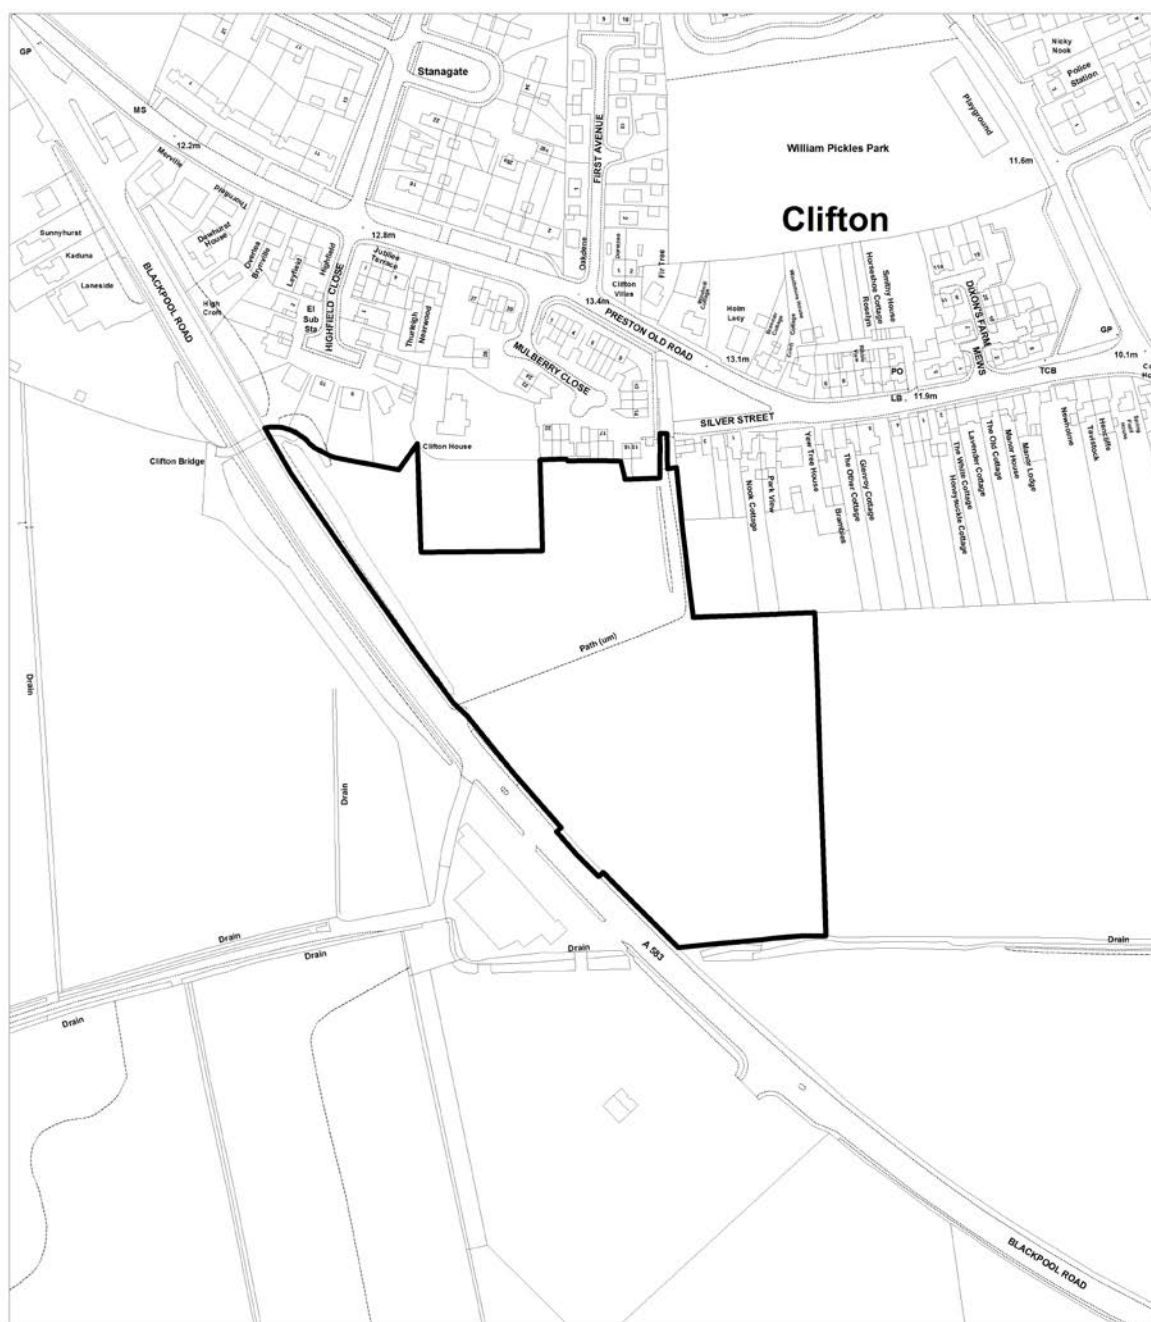 GP
MS
12.2m
Stanagate
FIRST AVENUE
William Pickles Park
Playground
Nicky
Nook
Police
Station
11.6m
Clifton
Merville
Thornfield
Dewhurst
House
Overlea
Brynville
Leyfield
Highfield
HIGHFIELD CLOSE
El
Sub
Sta
12.8m
Jubilee
Terrace
Thurleigh
Nearwood
Oakdene
Clifton
Villas
Fir Tree
Sunnyhurst
Kaduna
Laneside
BLACKPOOL ROAD
High
Croft
13.4m
PRESTON OLD ROAD
MULBERRY CLOSE
Holm
Lacy
13.1m
Smithy House
Horseshoe Cottage
Roselyn
DIXON'S FARM
MEWS
GP
10.1m
PO
TCB
LB
11.9m
SILVER STREET
Clifton House
Clifton Bridge
Nook Cottage
Park View
Yew Tree House
Brambles
The Other Cottage
Glenroy Cottage
Honeysuckle Cottage
The White Cottage
Lavender Cottage
The Old Cottage
Manor House
Manor Lodge
Newholme
Tavistock
Herncliffe
Path (um)
Drain
Drain
Drain
Drain
Drain
Drain
Drain
A 583
BLACKPOOL ROAD